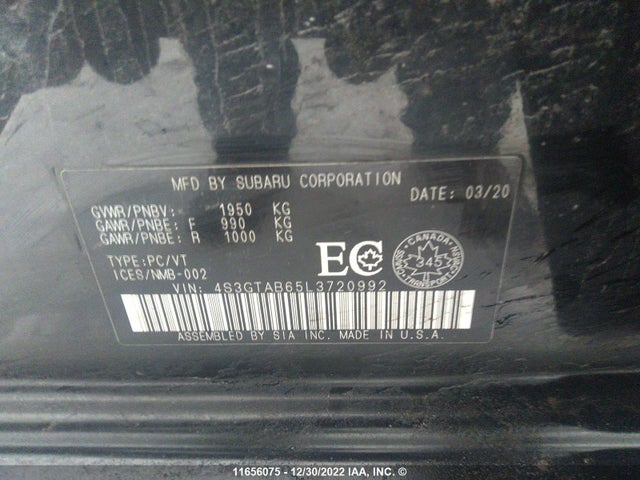 MFD BY SUBARU CORPORATION
DATE: 03/20
GVWR/PNBV: 1950 KG
GAWR/PNBE: F 990 KG
GAWR/PNBE: R 1000 KG
TYPE:PC/VT
ICES/NMB-002
EC
CANADA
345
VIN: 4S3GTAB65L3720992
ASSEMBLED BY SIA INC. MADE IN U.S.A.
11656075 - 12/30/2022 IAA, INC. ©